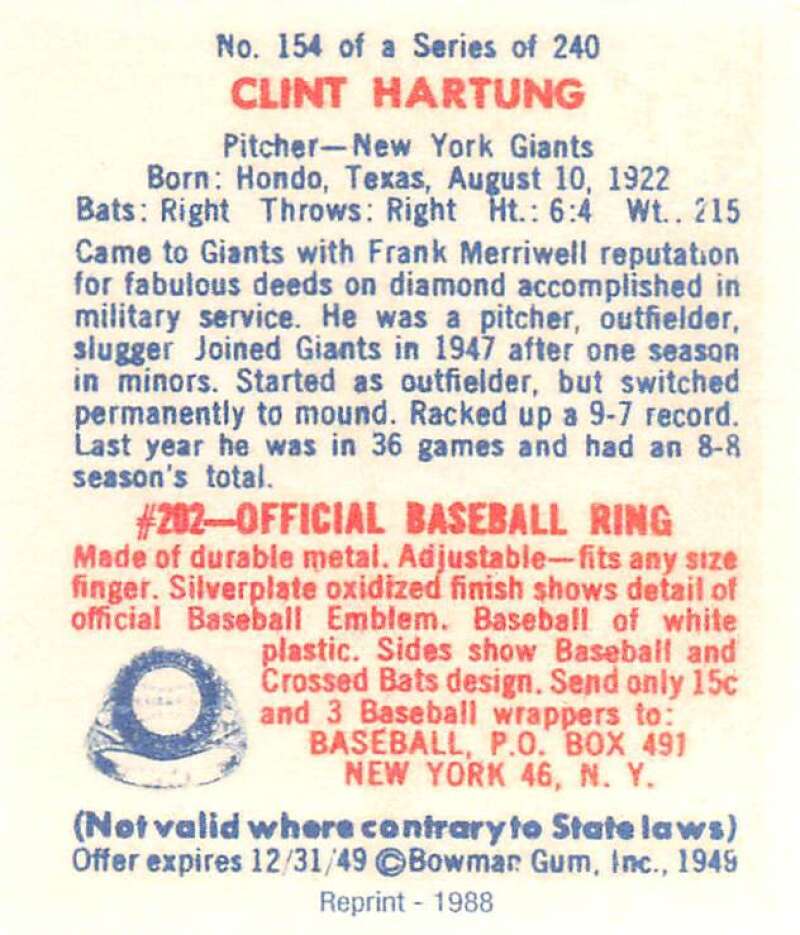 No. 154 of a Series of 240
CLINT HARTUNG
Pitcher—New York Giants
Born: Hondo, Texas, August 10, 1922
Bats: Right Throws: Right Ht.: 6:4 Wt.. 215
Came to Giants with Frank Merriwell reputation
for fabulous deeds on diamond accomplished in
military service. He was a pitcher, outfielder,
slugger Joined Giants in 1947 after one season
in minors. Started as outfielder, but switched
permanently to mound. Racked up a 9-7 record.
Last year he was in 36 games and had an 8-8
season's total.
#202—OFFICIAL BASEBALL RING
Made of durable metal. Adjustable—fits any size
finger. Silverplate oxidized finish shows detail of
official Baseball Emblem. Baseball of white
plastic. Sides show Baseball and
Crossed Bats design. Send only 15c
and 3 Baseball wrappers to:
BASEBALL, P.O. BOX 491
NEW YORK 46, N. Y.
(Not valid where contrary to State laws)
Offer expires 12/31/49 ©Bowman Gum, Inc., 1949
Reprint - 1988